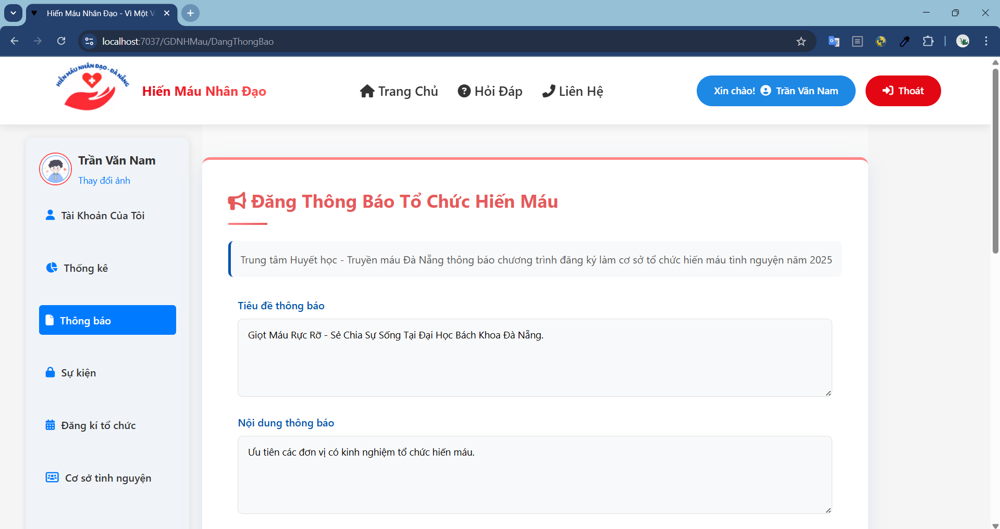 Hiến Máu Nhân Đạo - Vì Một V
localhost:7037/GDNHMau/DangThongBao
HIẾN MÁU NHÂN ĐẠO - ĐÀ NẴNG
Hiến Máu Nhân Đạo
Trang Chủ
Hỏi Đáp
Liên Hệ
Xin chào! Trần Văn Nam
Thoát
Trần Văn Nam
Thay đổi ảnh
Tài Khoản Của Tôi
Thống kê
Thông báo
Sự kiện
Đăng kí tổ chức
Cơ sở tình nguyện
Đăng Thông Báo Tổ Chức Hiến Máu
Trung tâm Huyết học - Truyền máu Đà Nẵng thông báo chương trình đăng ký làm cơ sở tổ chức hiến máu tình nguyện năm 2025
Tiêu đề thông báo
Giọt Máu Rực Rỡ - Sẻ Chia Sự Sống Tại Đại Học Bách Khoa Đà Nẵng.
Nội dung thông báo
Ưu tiên các đơn vị có kinh nghiệm tổ chức hiến máu.